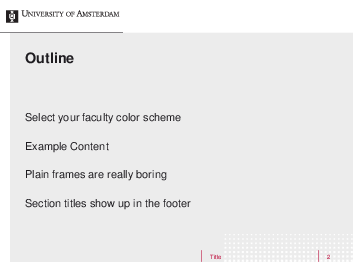 University of Amsterdam
Outline
Select your faculty color scheme
Example Content
Plain frames are really boring
Section titles show up in the footer
Title 2